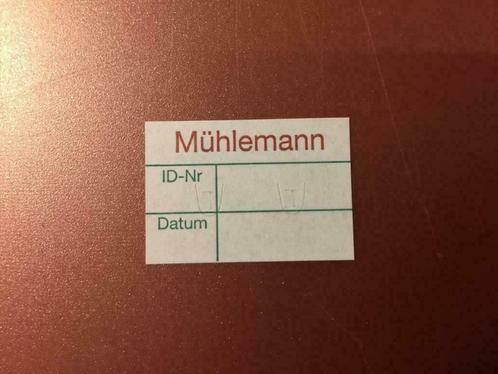 Mühlemann
ID-Nr
Datum